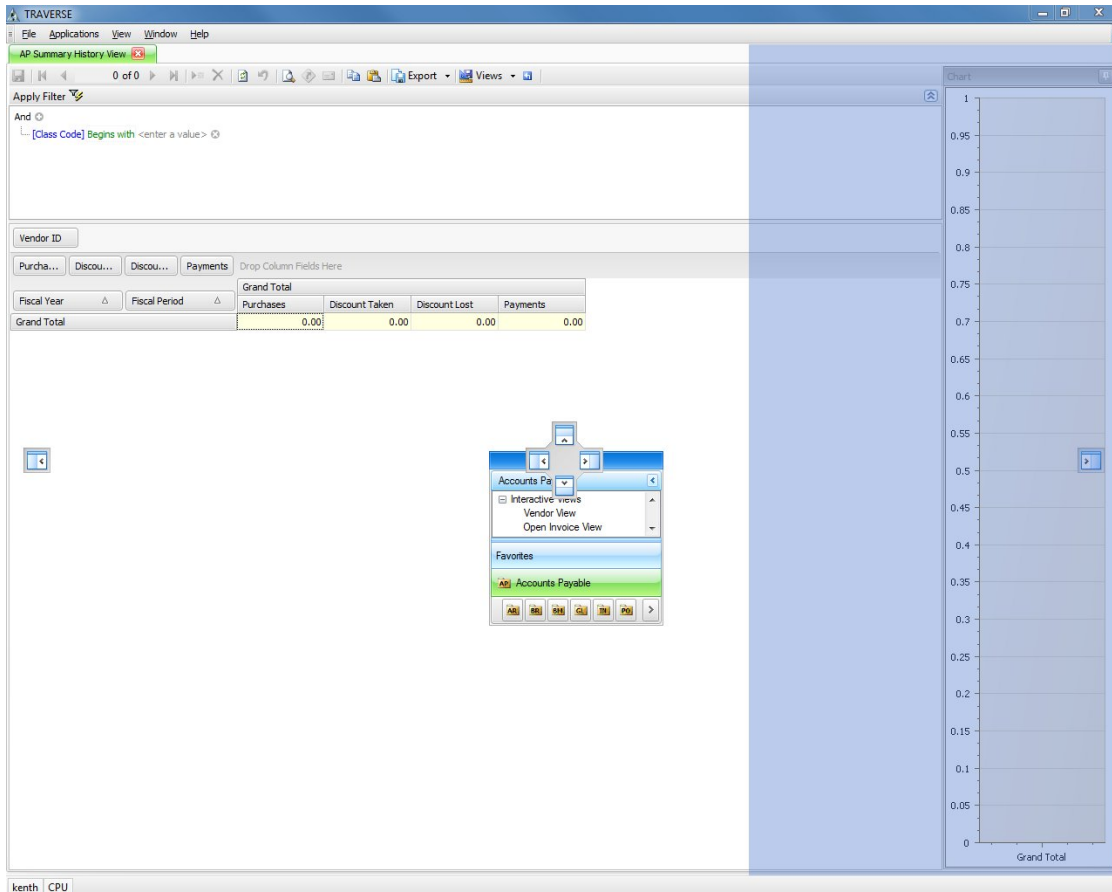 TRAVERSE
File Applications View Window Help
AP Summary History View
0 of 0 Export Views
Apply Filter
And
[Class Code] Begins with <enter a value>
Vendor ID
Purcha... Discou... Discou... Payments Drop Column Fields Here
Grand Total
Fiscal Year Fiscal Period Purchases Discount Taken Discount Lost Payments
Grand Total 0.00 0.00 0.00 0.00
Accounts Pa
Interactive Views
Vendor View
Open Invoice View
Favorites
AP Accounts Payable
AR BR BM GL IN PO
Chart
1
0.95
0.9
0.85
0.8
0.75
0.7
0.65
0.6
0.55
0.5
0.45
0.4
0.35
0.3
0.25
0.2
0.15
0.1
0.05
0
Grand Total
kenth CPU